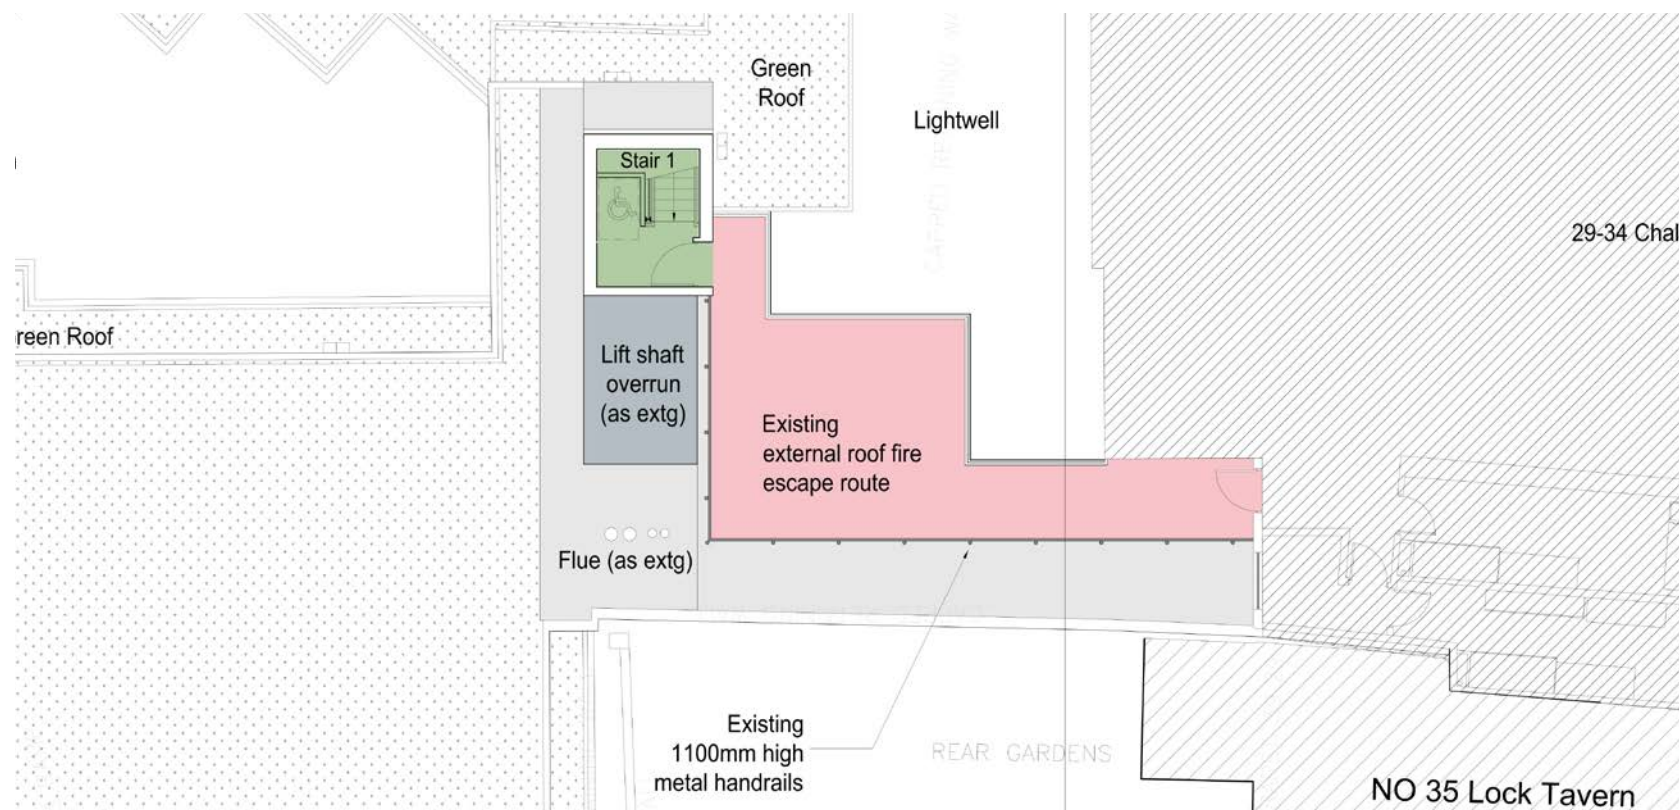 Green
Roof
Lightwell
Stair 1
29-34 Chal
reen Roof
Lift shaft
overrun
(as extg)
Existing
external roof fire
escape route
Flue (as extg)
Existing
1100mm high
metal handrails
REAR GARDENS
NO 35 Lock Tavern